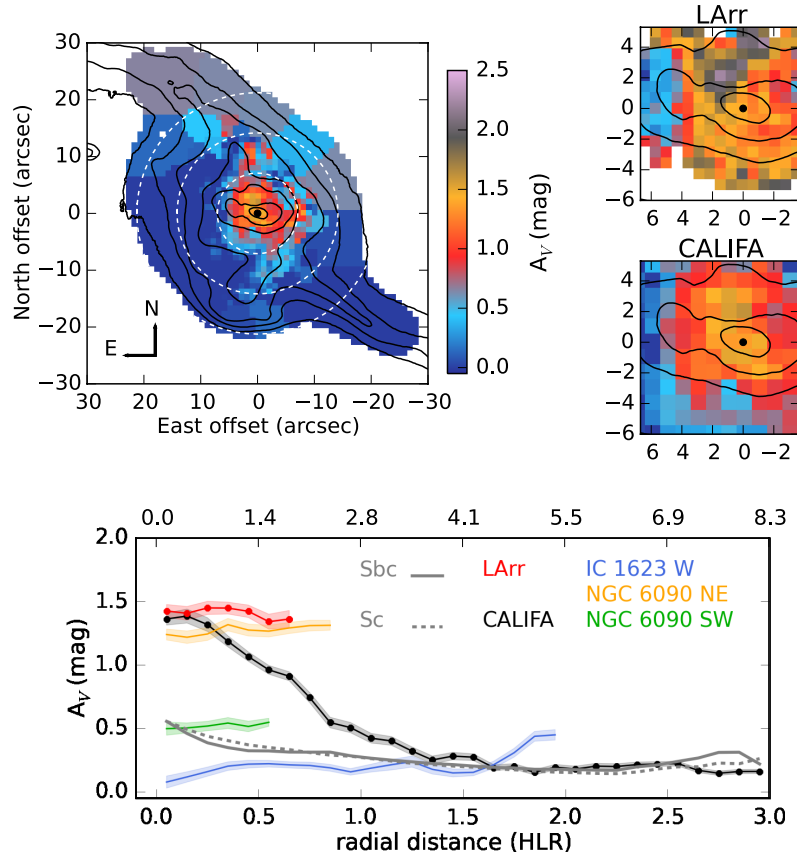 LArr
30
20
10
0
−10
−20
−30
North offset (arcsec)
N
E
30 20 10 0 −10 −20 −30
East offset (arcsec)
2.5
2.0
1.5
1.0
0.5
0.0
A_V (mag)
4
2
0
−2
−4
−6
6 4 2 0 −2
CALIFA
4
2
0
−2
−4
−6
6 4 2 0 −2
0.0 1.4 2.8 4.1 5.5 6.9 8.3
2.0
1.5
1.0
0.5
0.0
A_V (mag)
Sbc LArr IC 1623 W
NGC 6090 NE
Sc CALIFA NGC 6090 SW
0.0 0.5 1.0 1.5 2.0 2.5 3.0
radial distance (HLR)